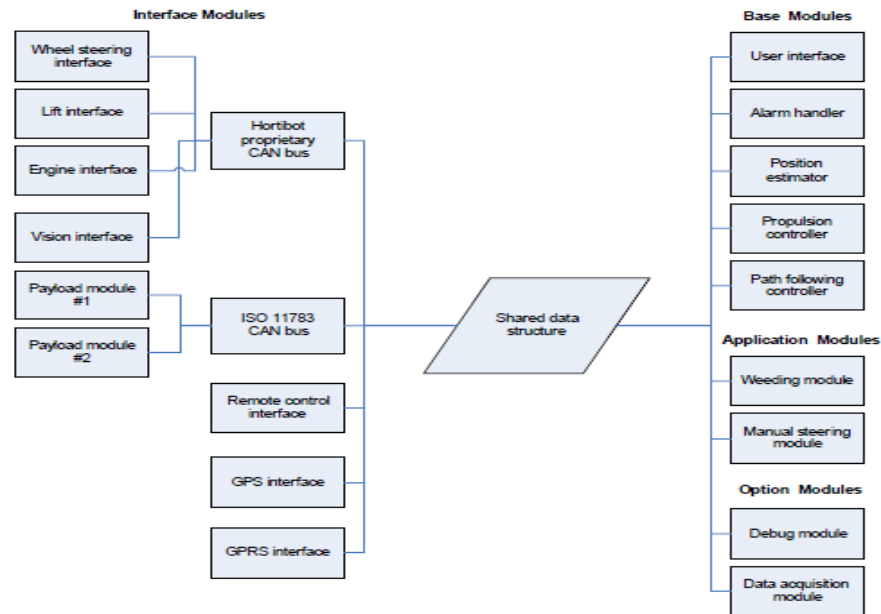 Interface Modules
Wheel steering
interface
Lift interface
Engine interface
Vision interface
Payload module
#1
Payload module
#2
Hortibot
proprietary
CAN bus
ISO 11783
CAN bus
Remote control
interface
GPS interface
GPRS interface
Shared data
structure
Base Modules
User interface
Alarm handler
Position
estimator
Propulsion
controller
Path following
controller
Application Modules
Weeding module
Manual steering
module
Option Modules
Debug module
Data acquisition
module